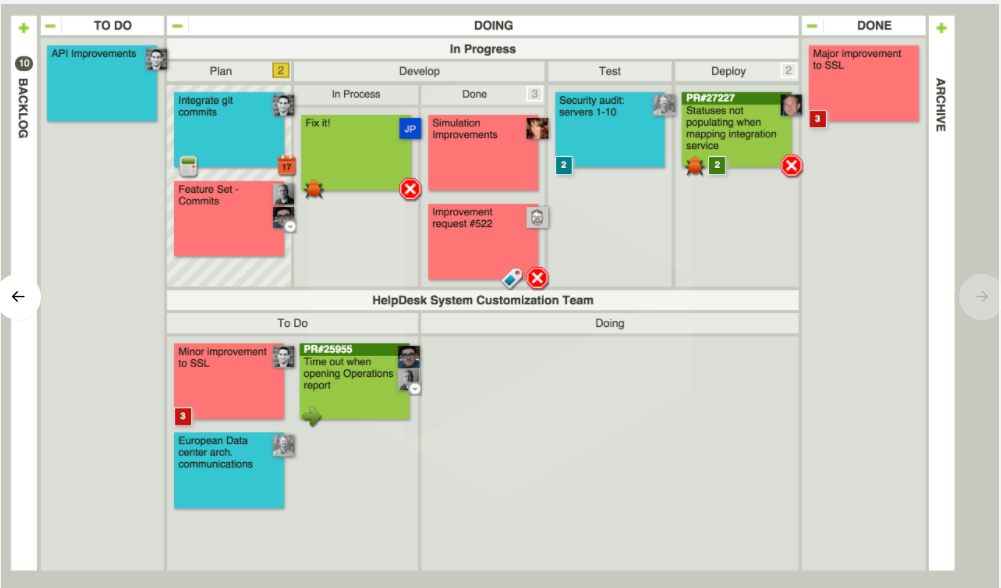 TO DO
DOING
DONE
10
BACKLOG
ARCHIVE
In Progress
Plan
2
Develop
Test
Deploy
2
In Process
Done
3
API Improvements
Integrate git
commits
17
Feature Set -
Commits
Fix it!
JP
Simulation
Improvements
Improvement
request #522
Security audit:
servers 1-10
2
PR#27227
Statuses not
populating when
mapping integration
service
2
Major improvement
to SSL
3
HelpDesk System Customization Team
To Do
Doing
Minor improvement
to SSL
3
PR#25955
Time out when
opening Operations
report
European Data
center arch.
communications